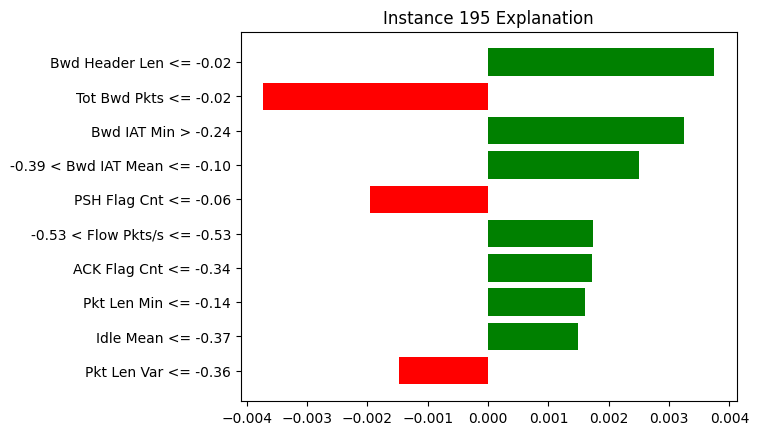 Instance 195 Explanation
Bwd Header Len <= -0.02
Tot Bwd Pkts <= -0.02
Bwd IAT Min > -0.24
-0.39 < Bwd IAT Mean <= -0.10
PSH Flag Cnt <= -0.06
-0.53 < Flow Pkts/s <= -0.53
ACK Flag Cnt <= -0.34
Pkt Len Min <= -0.14
Idle Mean <= -0.37
Pkt Len Var <= -0.36
−0.004 −0.003 −0.002 −0.001 0.000 0.001 0.002 0.003 0.004